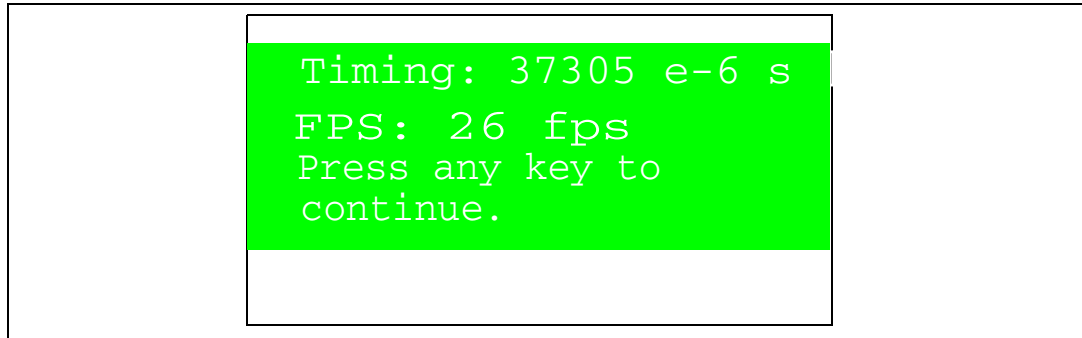 Timing: 37305 e-6 s
FPS: 26 fps
Press any key to
continue.